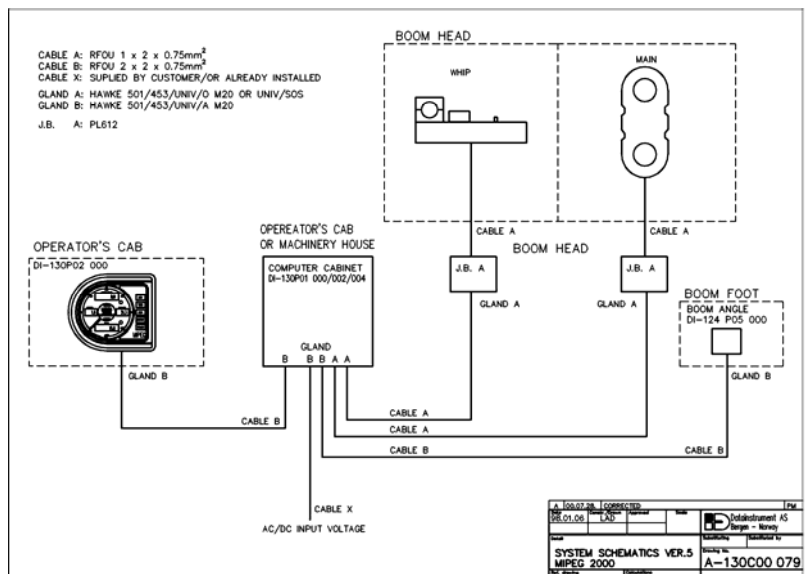 CABLE A: RFOU 1 x 2 x 0.75mm²
CABLE B: RFOU 2 x 2 x 0.75mm²
CABLE X: SUPLIED BY CUSTOMER/OR ALREADY INSTALLED
GLAND A: HAWKE 501/453/UNIV/O M20 OR UNIV/SOS
GLAND B: HAWKE 501/453/UNIV/A M20
J.B. A: PL612
BOOM HEAD
WHIP
MAIN
CABLE A
CABLE A
BOOM HEAD
J.B. A
J.B. A
GLAND A
GLAND A
OPERATOR'S CAB
DI-130P02 000
GLAND B
OPEREATOR'S CAB
OR MACHINERY HOUSE
COMPUTER CABINET
DI-130P01 000/002/004
GLAND
B B B A A
BOOM FOOT
BOOM ANGLE
DI-124 P05 000
GLAND B
CABLE A
CABLE A
CABLE B
CABLE B
CABLE B
CABLE X
AC/DC INPUT VOLTAGE
A 00.07.28. CORRECTED PM
98.01.06 LAD
Datainstrument AS
Bergen - Norway
SYSTEM SCHEMATICS VER.5
MIPEG 2000
Drawing No.
A-130C00 079